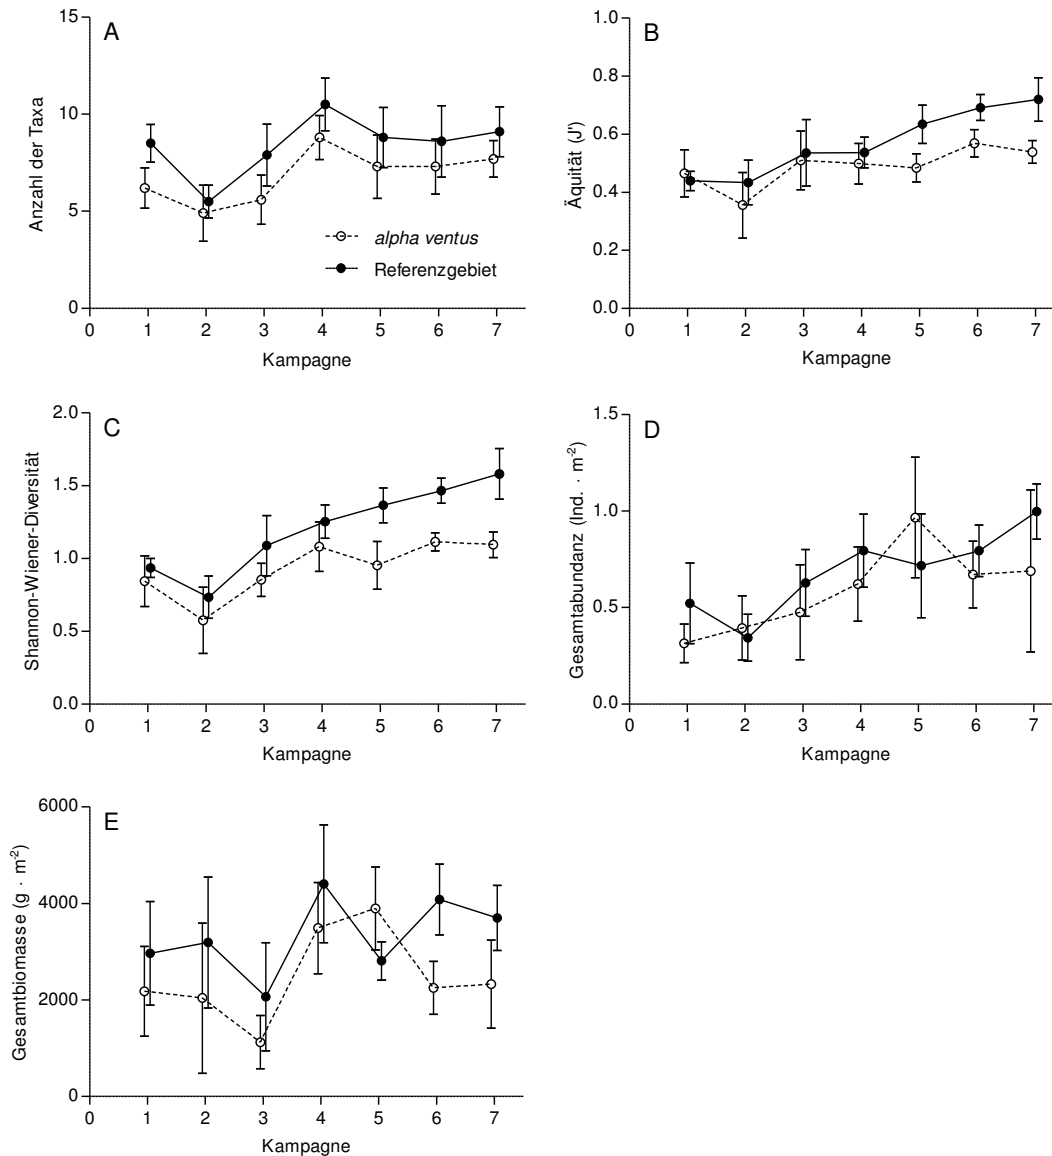 A
Anzahl der Taxa
15
10
5
0
0 1 2 3 4 5 6 7
Kampagne
alpha ventus
Referenzgebiet
B
Äquität (J')
1.0
0.8
0.6
0.4
0.2
0.0
0 1 2 3 4 5 6 7
Kampagne
C
Shannon-Wiener-Diversität
2.0
1.5
1.0
0.5
0.0
0 1 2 3 4 5 6 7
Kampagne
D
Gesamtabundanz (Ind. · m⁻²)
1.5
1.0
0.5
0.0
0 1 2 3 4 5 6 7
Kampagne
E
Gesamtbiomasse (g · m⁻²)
6000
4000
2000
0
0 1 2 3 4 5 6 7
Kampagne